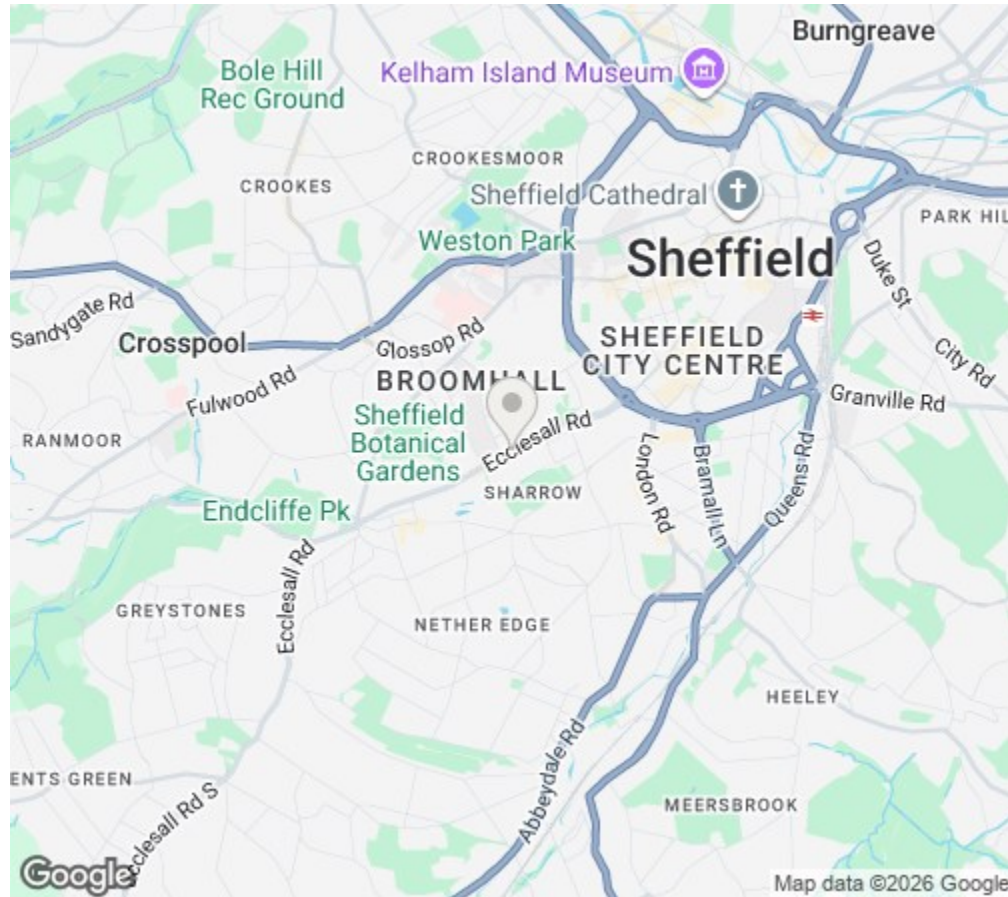 Burngreave
Bole Hill
Rec Ground
Kelham Island Museum
CROOKESMOOR
CROOKES
Sheffield Cathedral
PARK HIL
Weston Park
Sheffield
Duke St
Sandygate Rd
Crosspool
Glossop Rd
SHEFFIELD
CITY CENTRE
City Rd
Fulwood Rd
BROOMHALL
Granville Rd
Sheffield
Botanical
Gardens
Ecclesall Rd
RANMOOR
London Rd
Bramall Ln
Queens Rd
SHARROW
Endcliffe Pk
Ecclesall Rd
GREYSTONES
NETHER EDGE
HEELEY
Abbeydale Rd
ENTS GREEN
cclesall Rd S
MEERSBROOK
Google
Map data ©2026 Google